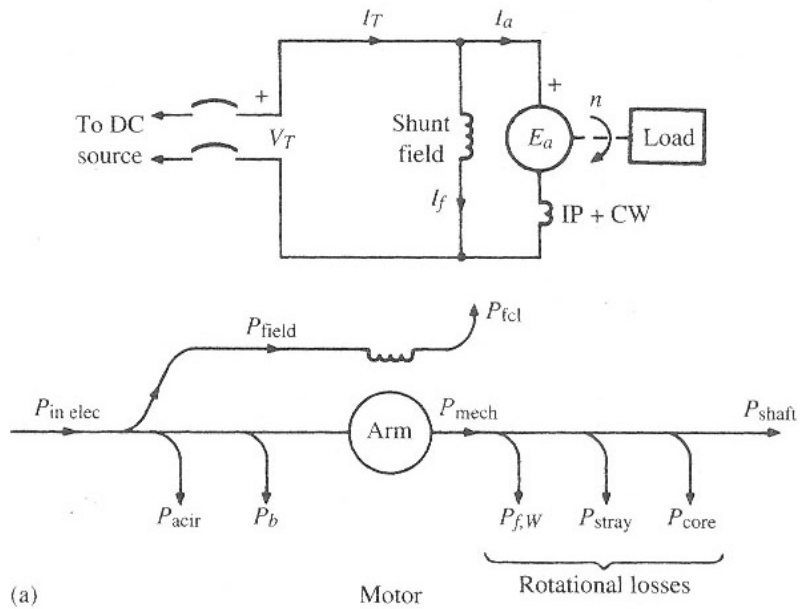 I_T
I_a
To DC
source
+
V_T
Shunt
field
I_f
+
E_a
n
Load
IP + CW
P_field
P_fcl
P_in elec
Arm
P_mech
P_shaft
P_acir
P_b
P_f,W
P_stray
P_core
Rotational losses
(a)
Motor